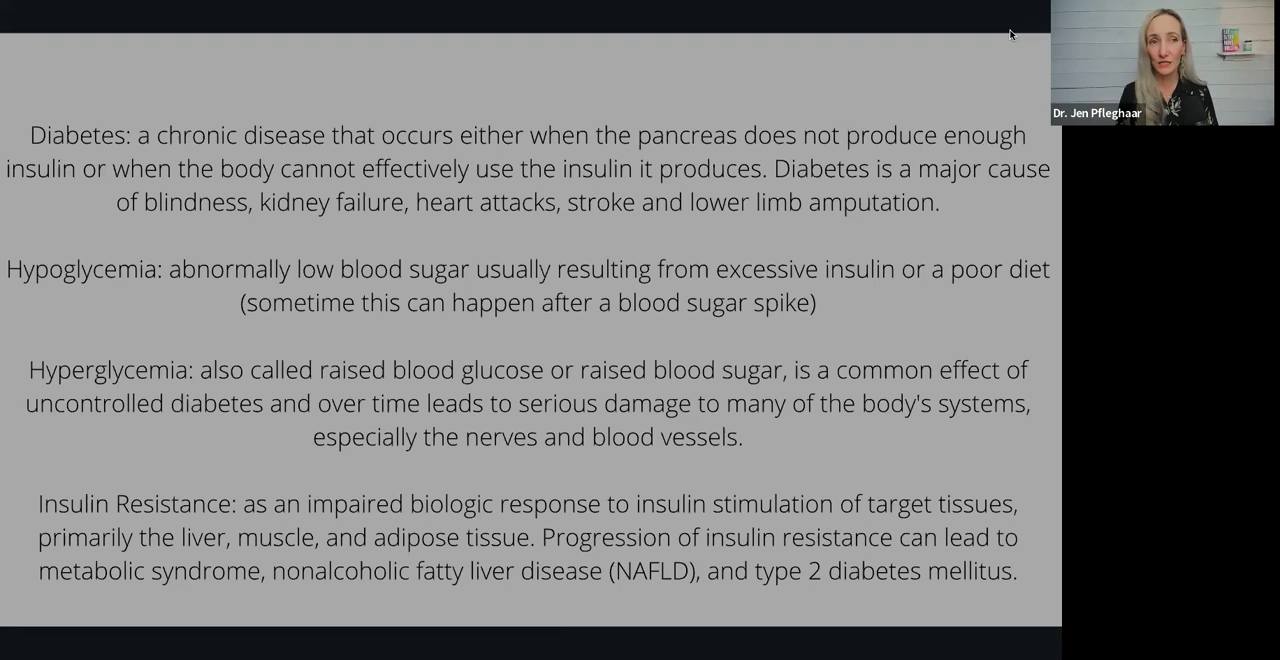 Diabetes: a chronic disease that occurs either when the pancreas does not produce enough
insulin or when the body cannot effectively use the insulin it produces. Diabetes is a major cause
of blindness, kidney failure, heart attacks, stroke and lower limb amputation.
Hypoglycemia: abnormally low blood sugar usually resulting from excessive insulin or a poor diet
(sometime this can happen after a blood sugar spike)
Hyperglycemia: also called raised blood glucose or raised blood sugar, is a common effect of
uncontrolled diabetes and over time leads to serious damage to many of the body's systems,
especially the nerves and blood vessels.
Insulin Resistance: as an impaired biologic response to insulin stimulation of target tissues,
primarily the liver, muscle, and adipose tissue. Progression of insulin resistance can lead to
metabolic syndrome, nonalcoholic fatty liver disease (NAFLD), and type 2 diabetes mellitus.
Dr. Jen Pfleghaar